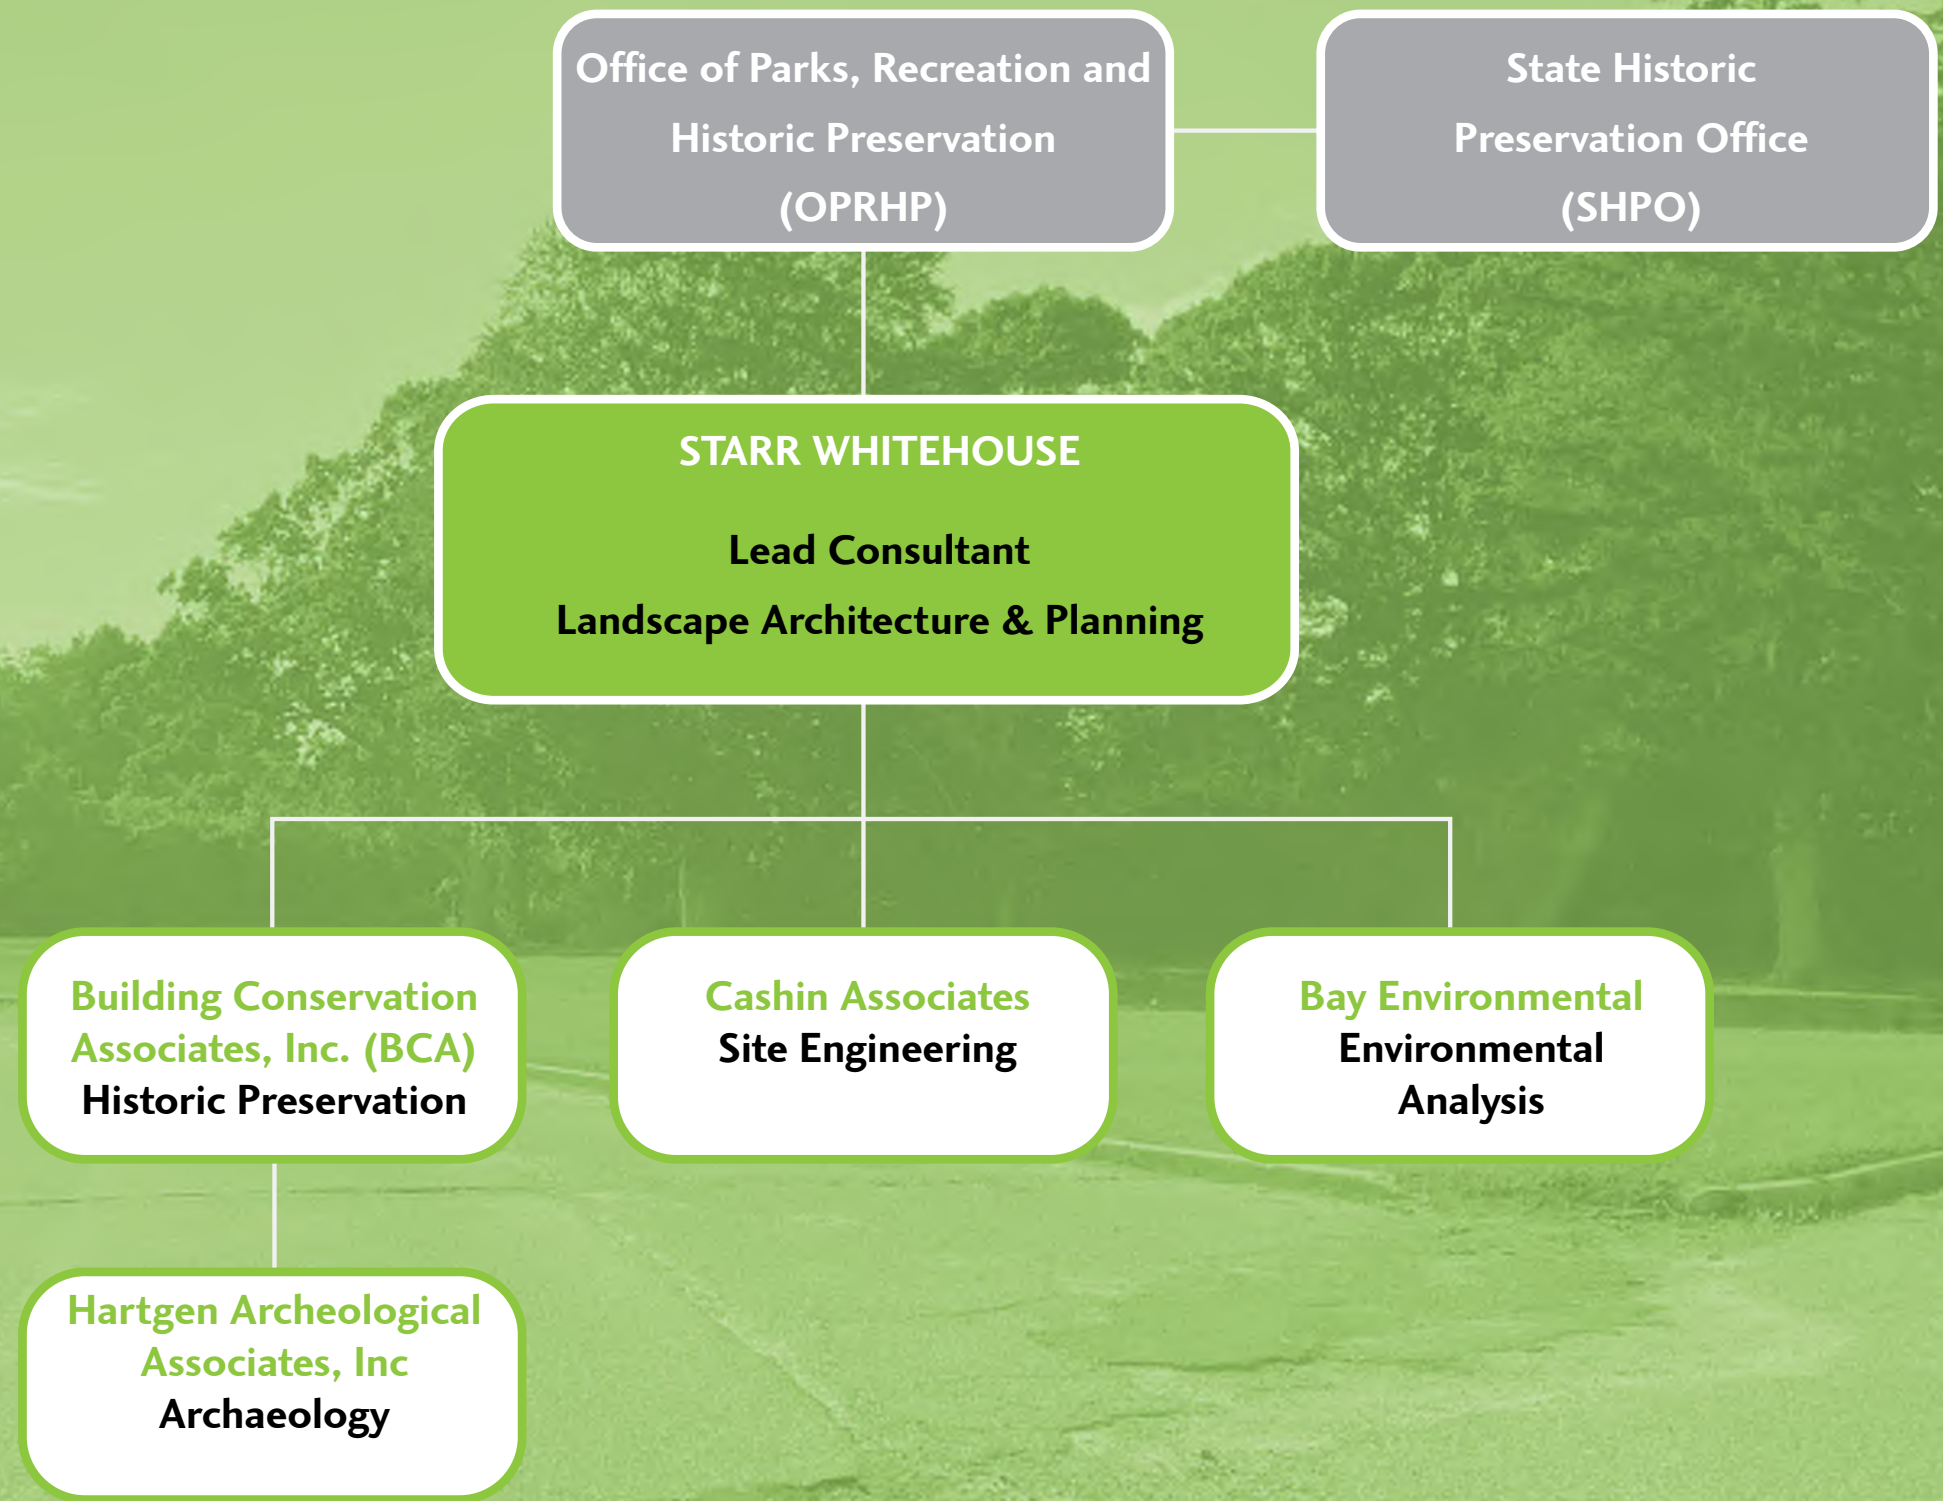 Office of Parks, Recreation and
Historic Preservation
(OPRHP)
State Historic
Preservation Office
(SHPO)
STARR WHITEHOUSE
Lead Consultant
Landscape Architecture & Planning
Building Conservation
Associates, Inc. (BCA)
Historic Preservation
Cashin Associates
Site Engineering
Bay Environmental
Environmental
Analysis
Hartgen Archeological
Associates, Inc
Archaeology